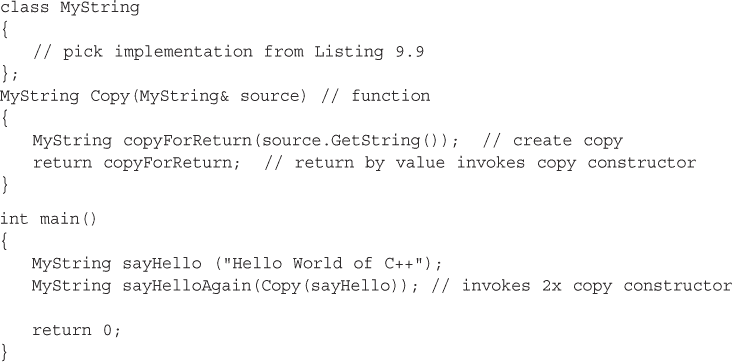 class MyString
{
    // pick implementation from Listing 9.9
};
MyString Copy(MyString& source) // function
{
    MyString copyForReturn(source.GetString());  // create copy
    return copyForReturn;  // return by value invokes copy constructor
}
int main()
{
    MyString sayHello ("Hello World of C++");
    MyString sayHelloAgain(Copy(sayHello)); // invokes 2x copy constructor
    return 0;
}